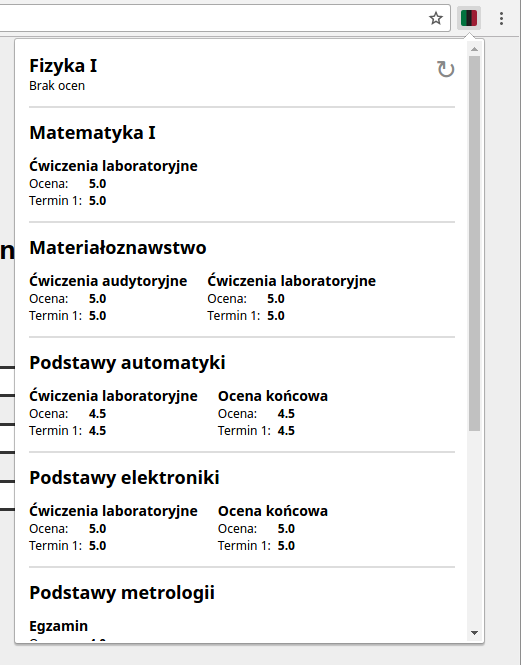 Fizyka I
Brak ocen
Matematyka I
Ćwiczenia laboratoryjne
Ocena: 5.0
Termin 1: 5.0
Materiałoznawstwo
Ćwiczenia audytoryjne Ćwiczenia laboratoryjne
Ocena: 5.0 Ocena: 5.0
Termin 1: 5.0 Termin 1: 5.0
Podstawy automatyki
Ćwiczenia laboratoryjne Ocena końcowa
Ocena: 4.5 Ocena: 4.5
Termin 1: 4.5 Termin 1: 4.5
Podstawy elektroniki
Ćwiczenia laboratoryjne Ocena końcowa
Ocena: 5.0 Ocena: 5.0
Termin 1: 5.0 Termin 1: 5.0
Podstawy metrologii
Egzamin